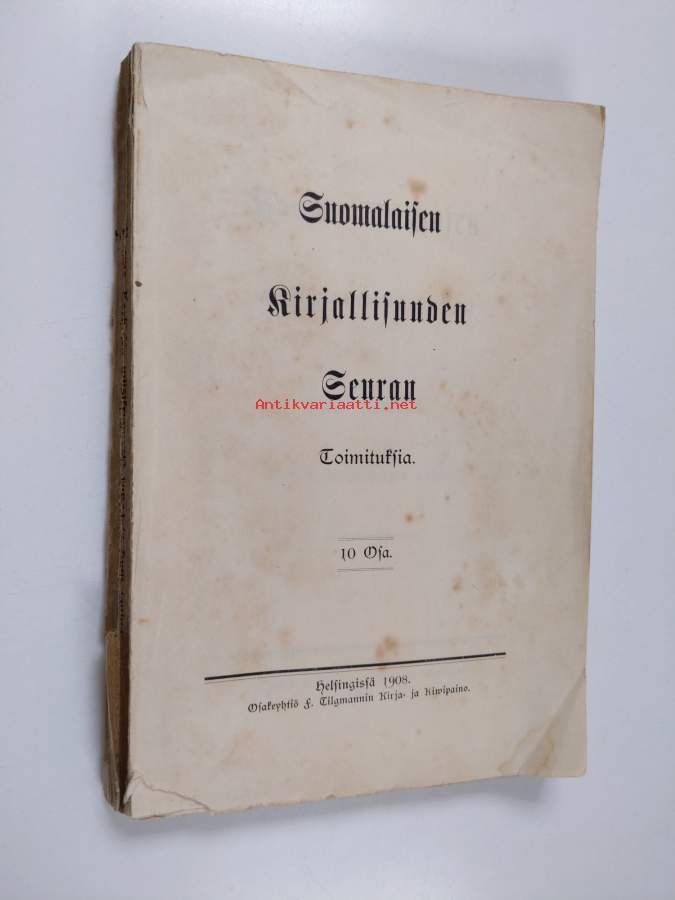 Suomalaisen
Kirjallisuuden
Seuran
Antikvariaatti.net
Toimituksia.
10 Osa.
Helsingissä 1908.
Osakeyhtiö F. Tilgmannin Kirja- ja Kiwipaino.